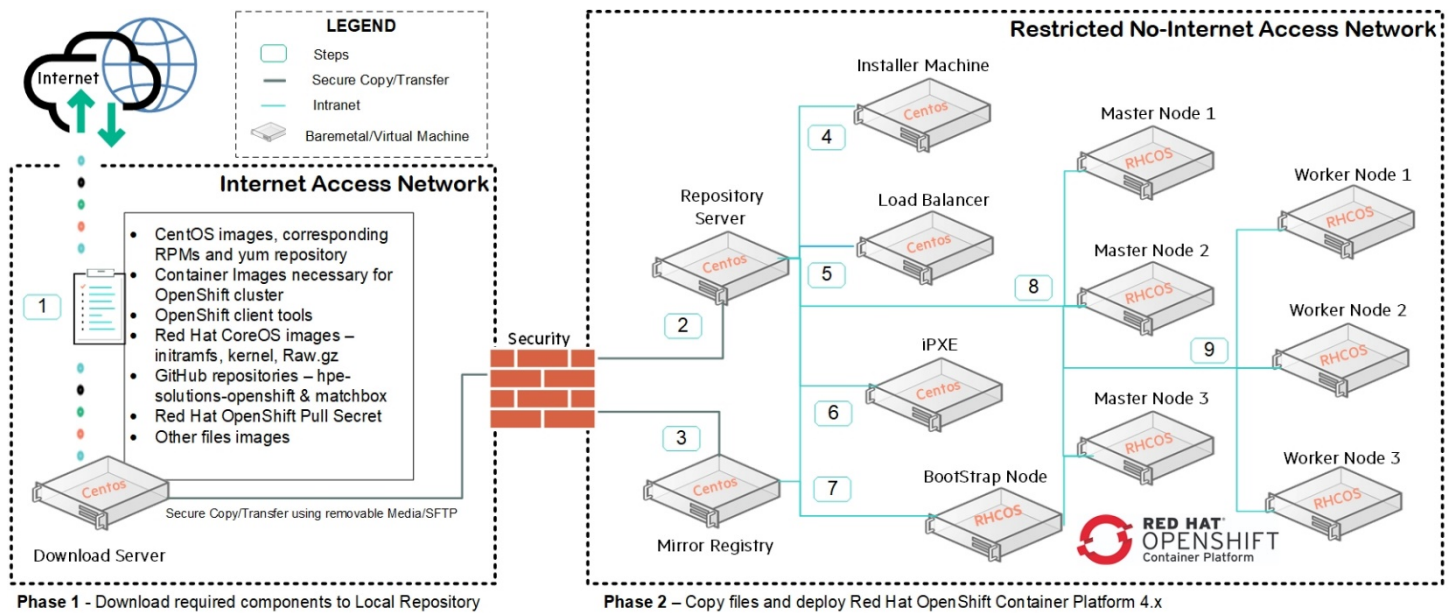 Internet
LEGEND
Steps
Secure Copy/Transfer
Intranet
Baremetal/Virtual Machine
Internet Access Network
1
• CentOS images, corresponding
RPMs and yum repository
• Container Images necessary for
OpenShift cluster
• OpenShift client tools
• Red Hat CoreOS images –
initramfs, kernel, Raw.gz
• GitHub repositories – hpe-
solutions-openshift & matchbox
• Red Hat OpenShift Pull Secret
• Other files images
Centos
Download Server
Secure Copy/Transfer using removable Media/SFTP
Security
Restricted No-Internet Access Network
Installer Machine
Centos
4
Repository
Server
Centos
2
Load Balancer
Centos
5
iPXE
Centos
6
3
Centos
Mirror Registry
7
BootStrap Node
RHCOS
8
Master Node 1
RHCOS
Master Node 2
RHCOS
Master Node 3
RHCOS
9
Worker Node 1
RHCOS
Worker Node 2
RHCOS
Worker Node 3
RHCOS
RED HAT®
OPENSHIFT
Container Platform
Phase 1 - Download required components to Local Repository
Phase 2 – Copy files and deploy Red Hat OpenShift Container Platform 4.x